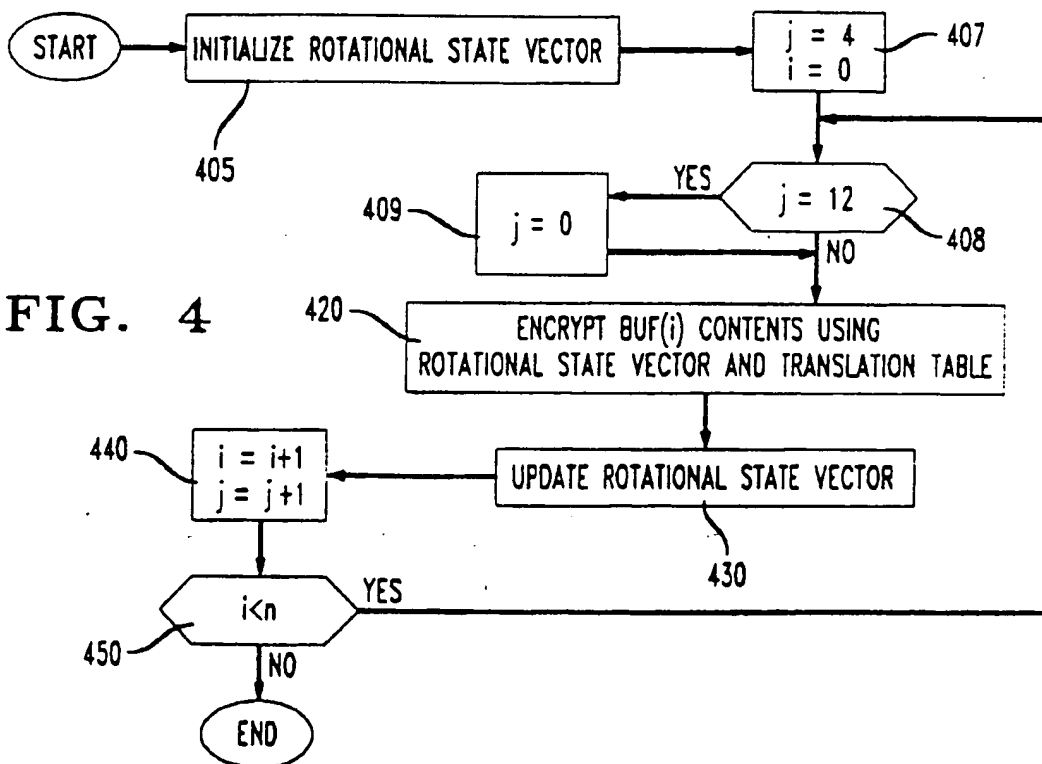 START
INITIALIZE ROTATIONAL STATE VECTOR
405
j = 4
i = 0
407
j = 12
408
YES
NO
j = 0
409
FIG. 4
420
ENCRYPT BUF(i) CONTENTS USING
ROTATIONAL STATE VECTOR AND TRANSLATION TABLE
UPDATE ROTATIONAL STATE VECTOR
430
440
i = i+1
j = j+1
i<n
450
YES
NO
END